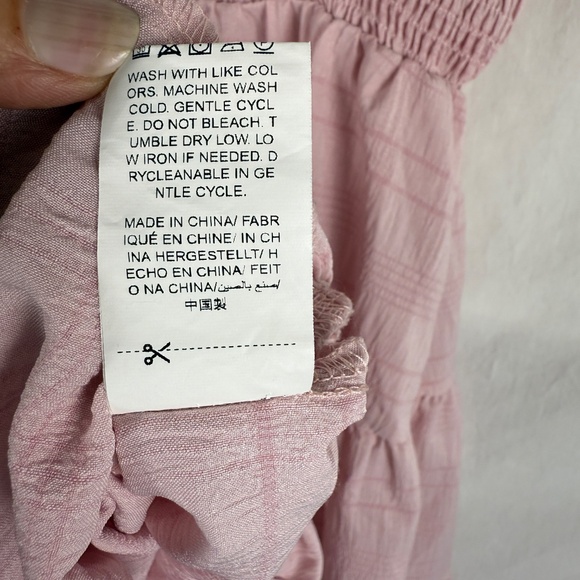 WASH WITH LIKE COL
ORS. MACHINE WASH
COLD. GENTLE CYCL
E. DO NOT BLEACH. T
UMBLE DRY LOW. LO
W IRON IF NEEDED. D
RYCLEANABLE IN GE
NTLE CYCLE.
MADE IN CHINA/ FABR
IQUÉ EN CHINE/ IN CH
INA HERGESTELLT/ H
ECHO EN CHINA/ FEIT
O NA CHINA/صنع بالصين/
中国製